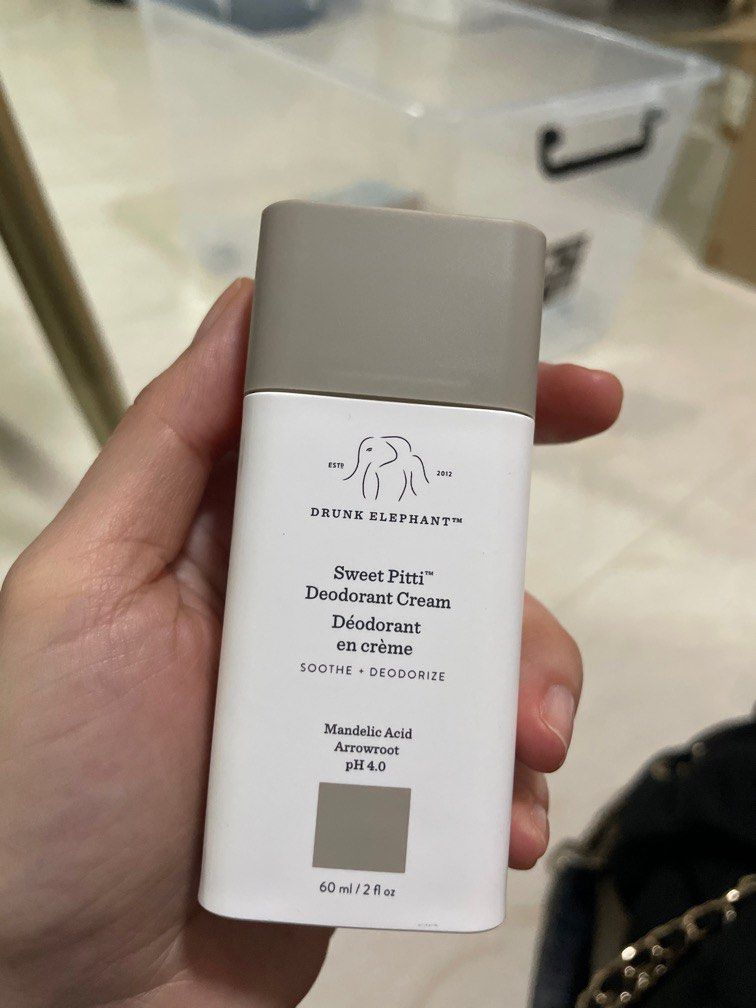 ESTD 2012
DRUNK ELEPHANT™
Sweet Pitti™
Deodorant Cream
Déodorant
en crème
SOOTHE + DEODORIZE
Mandelic Acid
Arrowroot
pH 4.0
60 ml / 2 fl oz